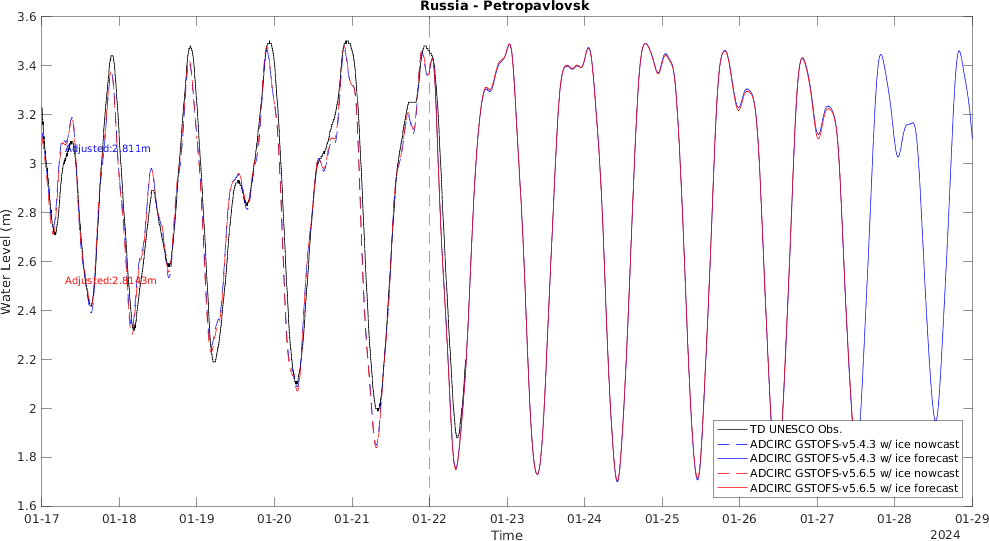 Russia - Petropavlovsk
3.6
3.4
3.2
3
2.8
2.6
2.4
2.2
2
1.8
1.6
Water Level (m)
Adjusted:2.811m
Adjusted:2.8143m
TD UNESCO Obs.
ADCIRC GSTOFS-v5.4.3 w/ ice nowcast
ADCIRC GSTOFS-v5.4.3 w/ ice forecast
ADCIRC GSTOFS-v5.6.5 w/ ice nowcast
ADCIRC GSTOFS-v5.6.5 w/ ice forecast
01-17 01-18 01-19 01-20 01-21 01-22 01-23 01-24 01-25 01-26 01-27 01-28 01-29
Time
2024